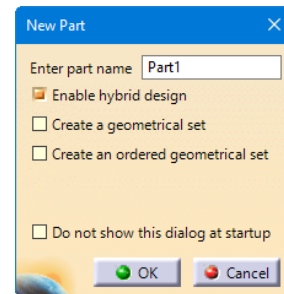 New Part
Enter part name Part1
Enable hybrid design
Create a geometrical set
Create an ordered geometrical set
Do not show this dialog at startup
OK Cancel